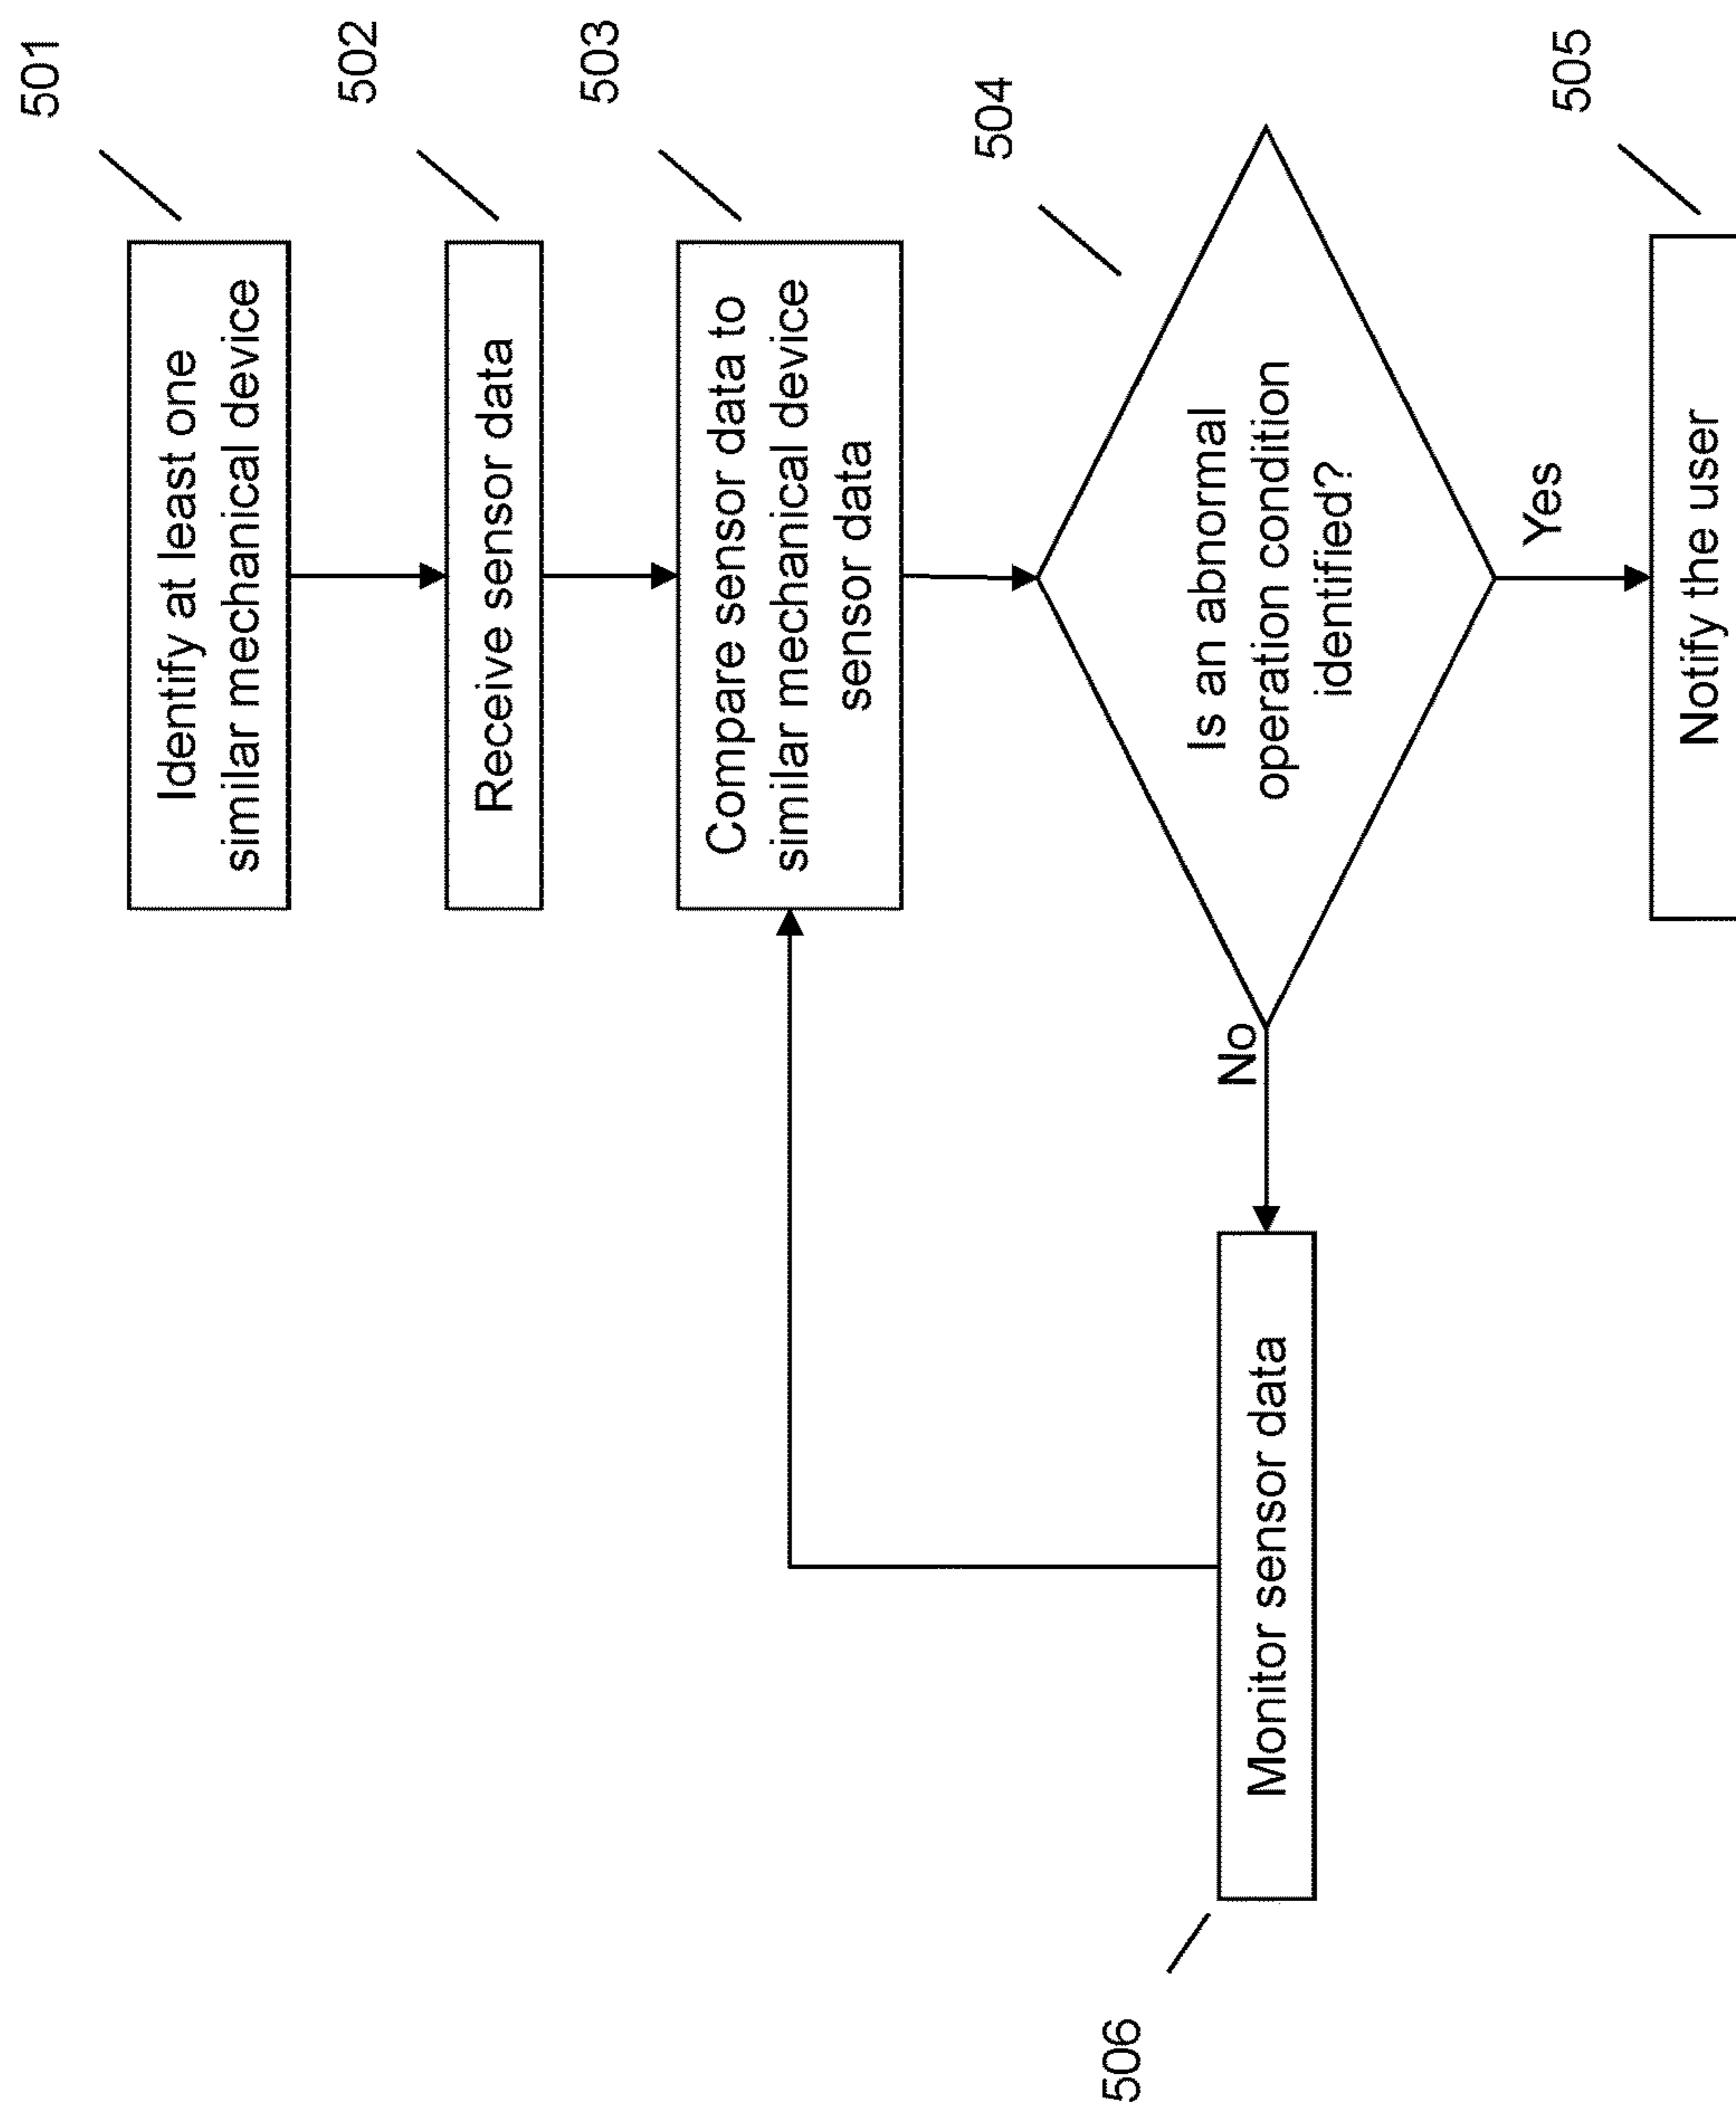 501
Identify at least one
similar mechanical device
502
Receive sensor data
503
Compare sensor data to
similar mechanical device
sensor data
504
Is an abnormal
operation condition
identified?
No
Yes
506
Monitor sensor data
505
Notify the user